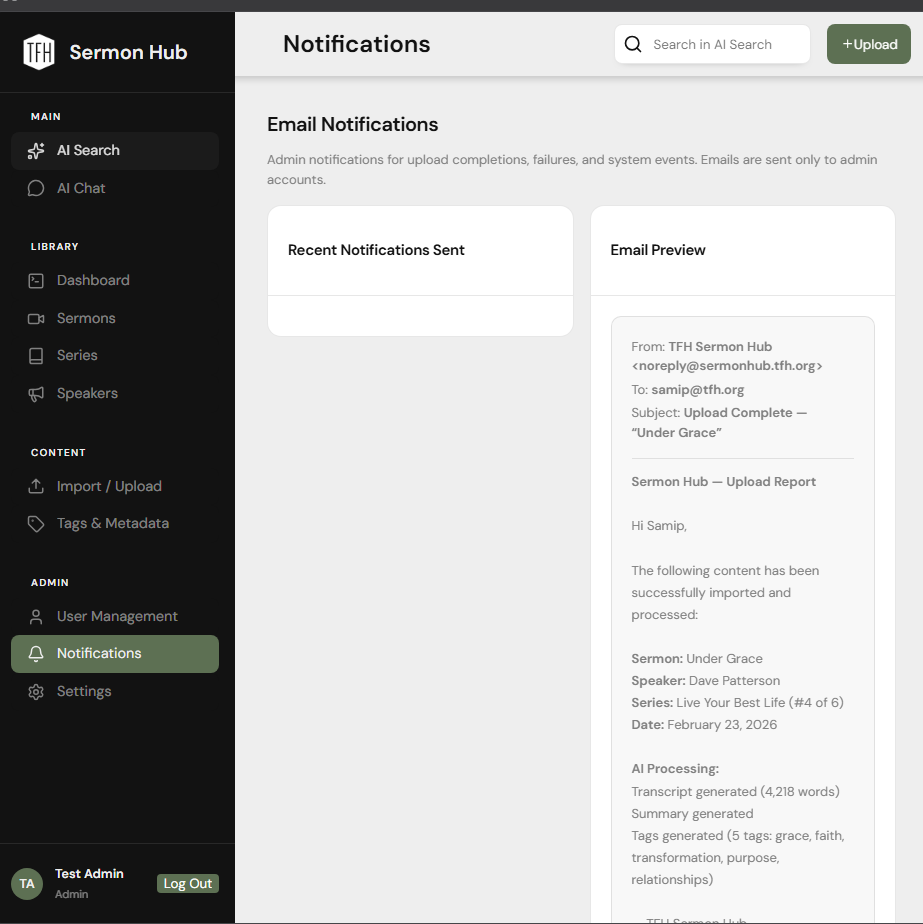 TFH
Sermon Hub
MAIN
AI Search
AI Chat
LIBRARY
Dashboard
Sermons
Series
Speakers
CONTENT
Import / Upload
Tags & Metadata
ADMIN
User Management
Notifications
Settings
TA
Test Admin
Admin
Log Out
Notifications
Search in AI Search
+Upload
Email Notifications
Admin notifications for upload completions, failures, and system events. Emails are sent only to admin
accounts.
Recent Notifications Sent
Email Preview
From: TFH Sermon Hub
<noreply@sermonhub.tfh.org>
To: samip@tfh.org
Subject: Upload Complete —
“Under Grace”
Sermon Hub — Upload Report
Hi Samip,
The following content has been
successfully imported and
processed:
Sermon: Under Grace
Speaker: Dave Patterson
Series: Live Your Best Life (#4 of 6)
Date: February 23, 2026
AI Processing:
Transcript generated (4,218 words)
Summary generated
Tags generated (5 tags: grace, faith,
transformation, purpose,
relationships)
— TFH Sermon Hub